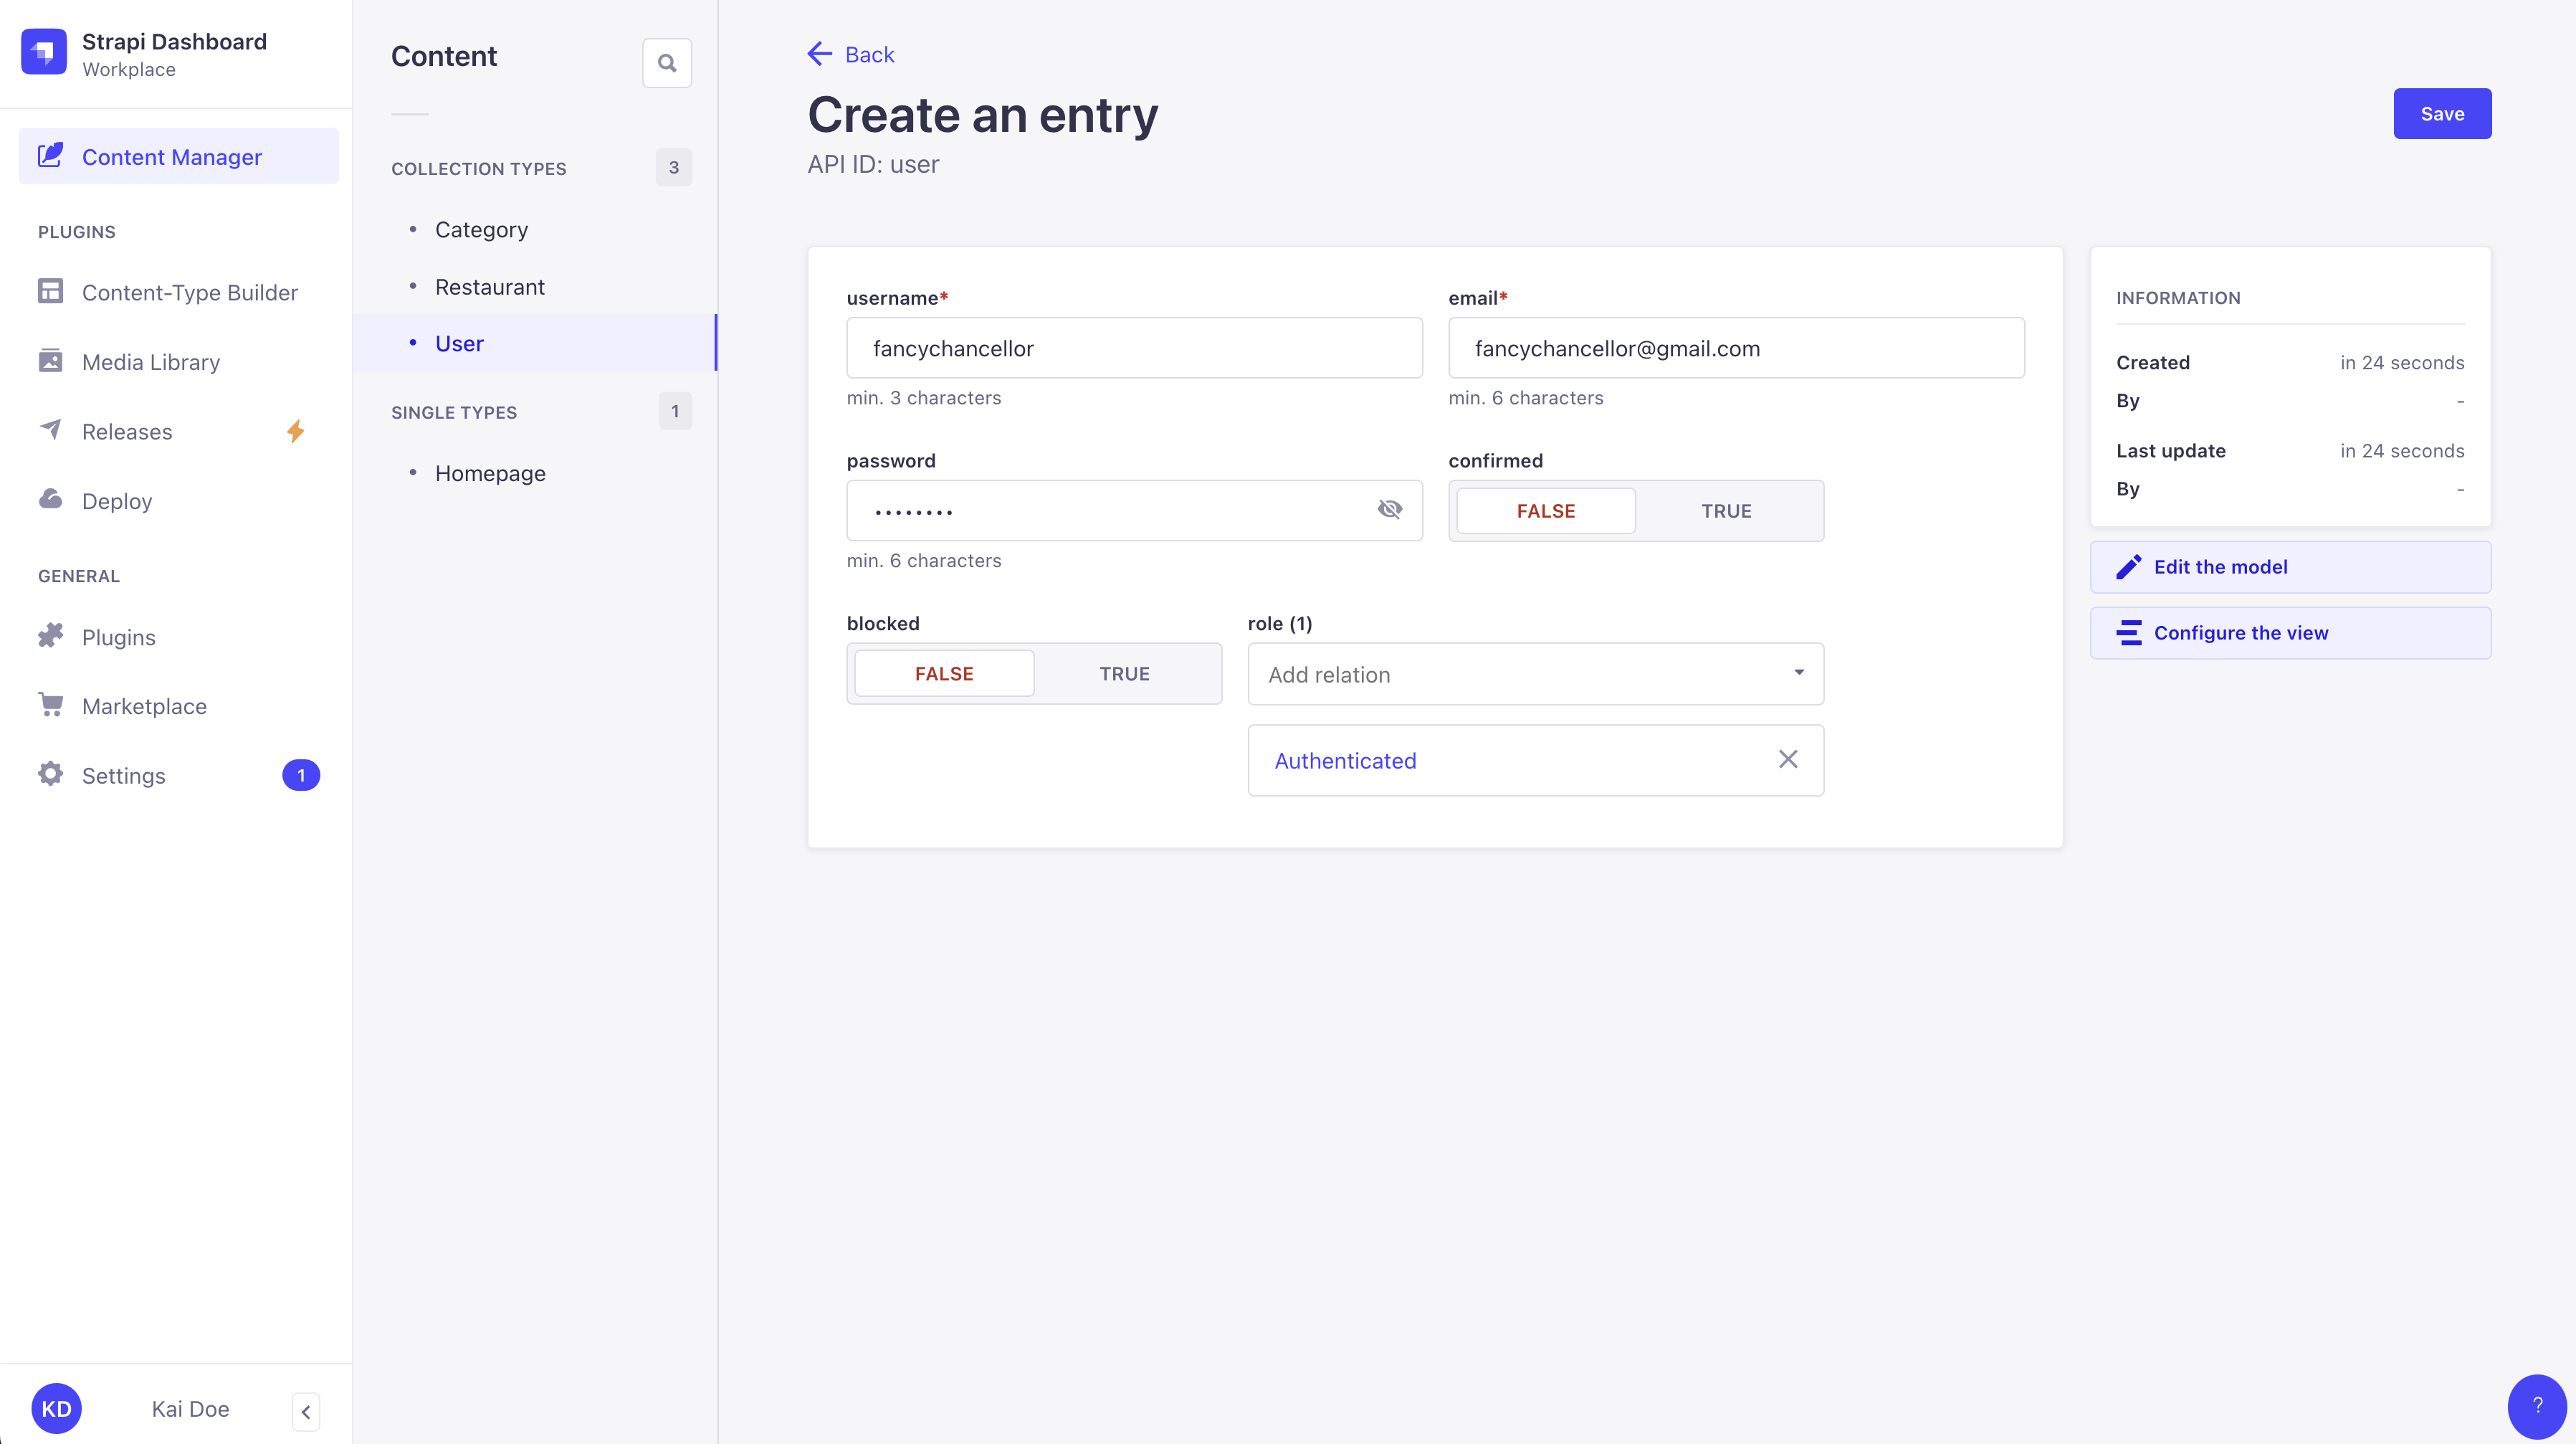 Strapi Dashboard
Workplace
Content Manager
PLUGINS
Content-Type Builder
Media Library
Releases
Deploy
GENERAL
Plugins
Marketplace
Settings
1
KD
Kai Doe
Content
COLLECTION TYPES
3
Category
Restaurant
User
SINGLE TYPES
1
Homepage
Back
Create an entry
API ID: user
Save
username*
fancychancellor
min. 3 characters
email*
fancychancellor@gmail.com
min. 6 characters
password
••••••••
min. 6 characters
confirmed
FALSE
TRUE
blocked
FALSE
TRUE
role (1)
Add relation
Authenticated
INFORMATION
Created
in 24 seconds
By
-
Last update
in 24 seconds
By
-
Edit the model
Configure the view
?